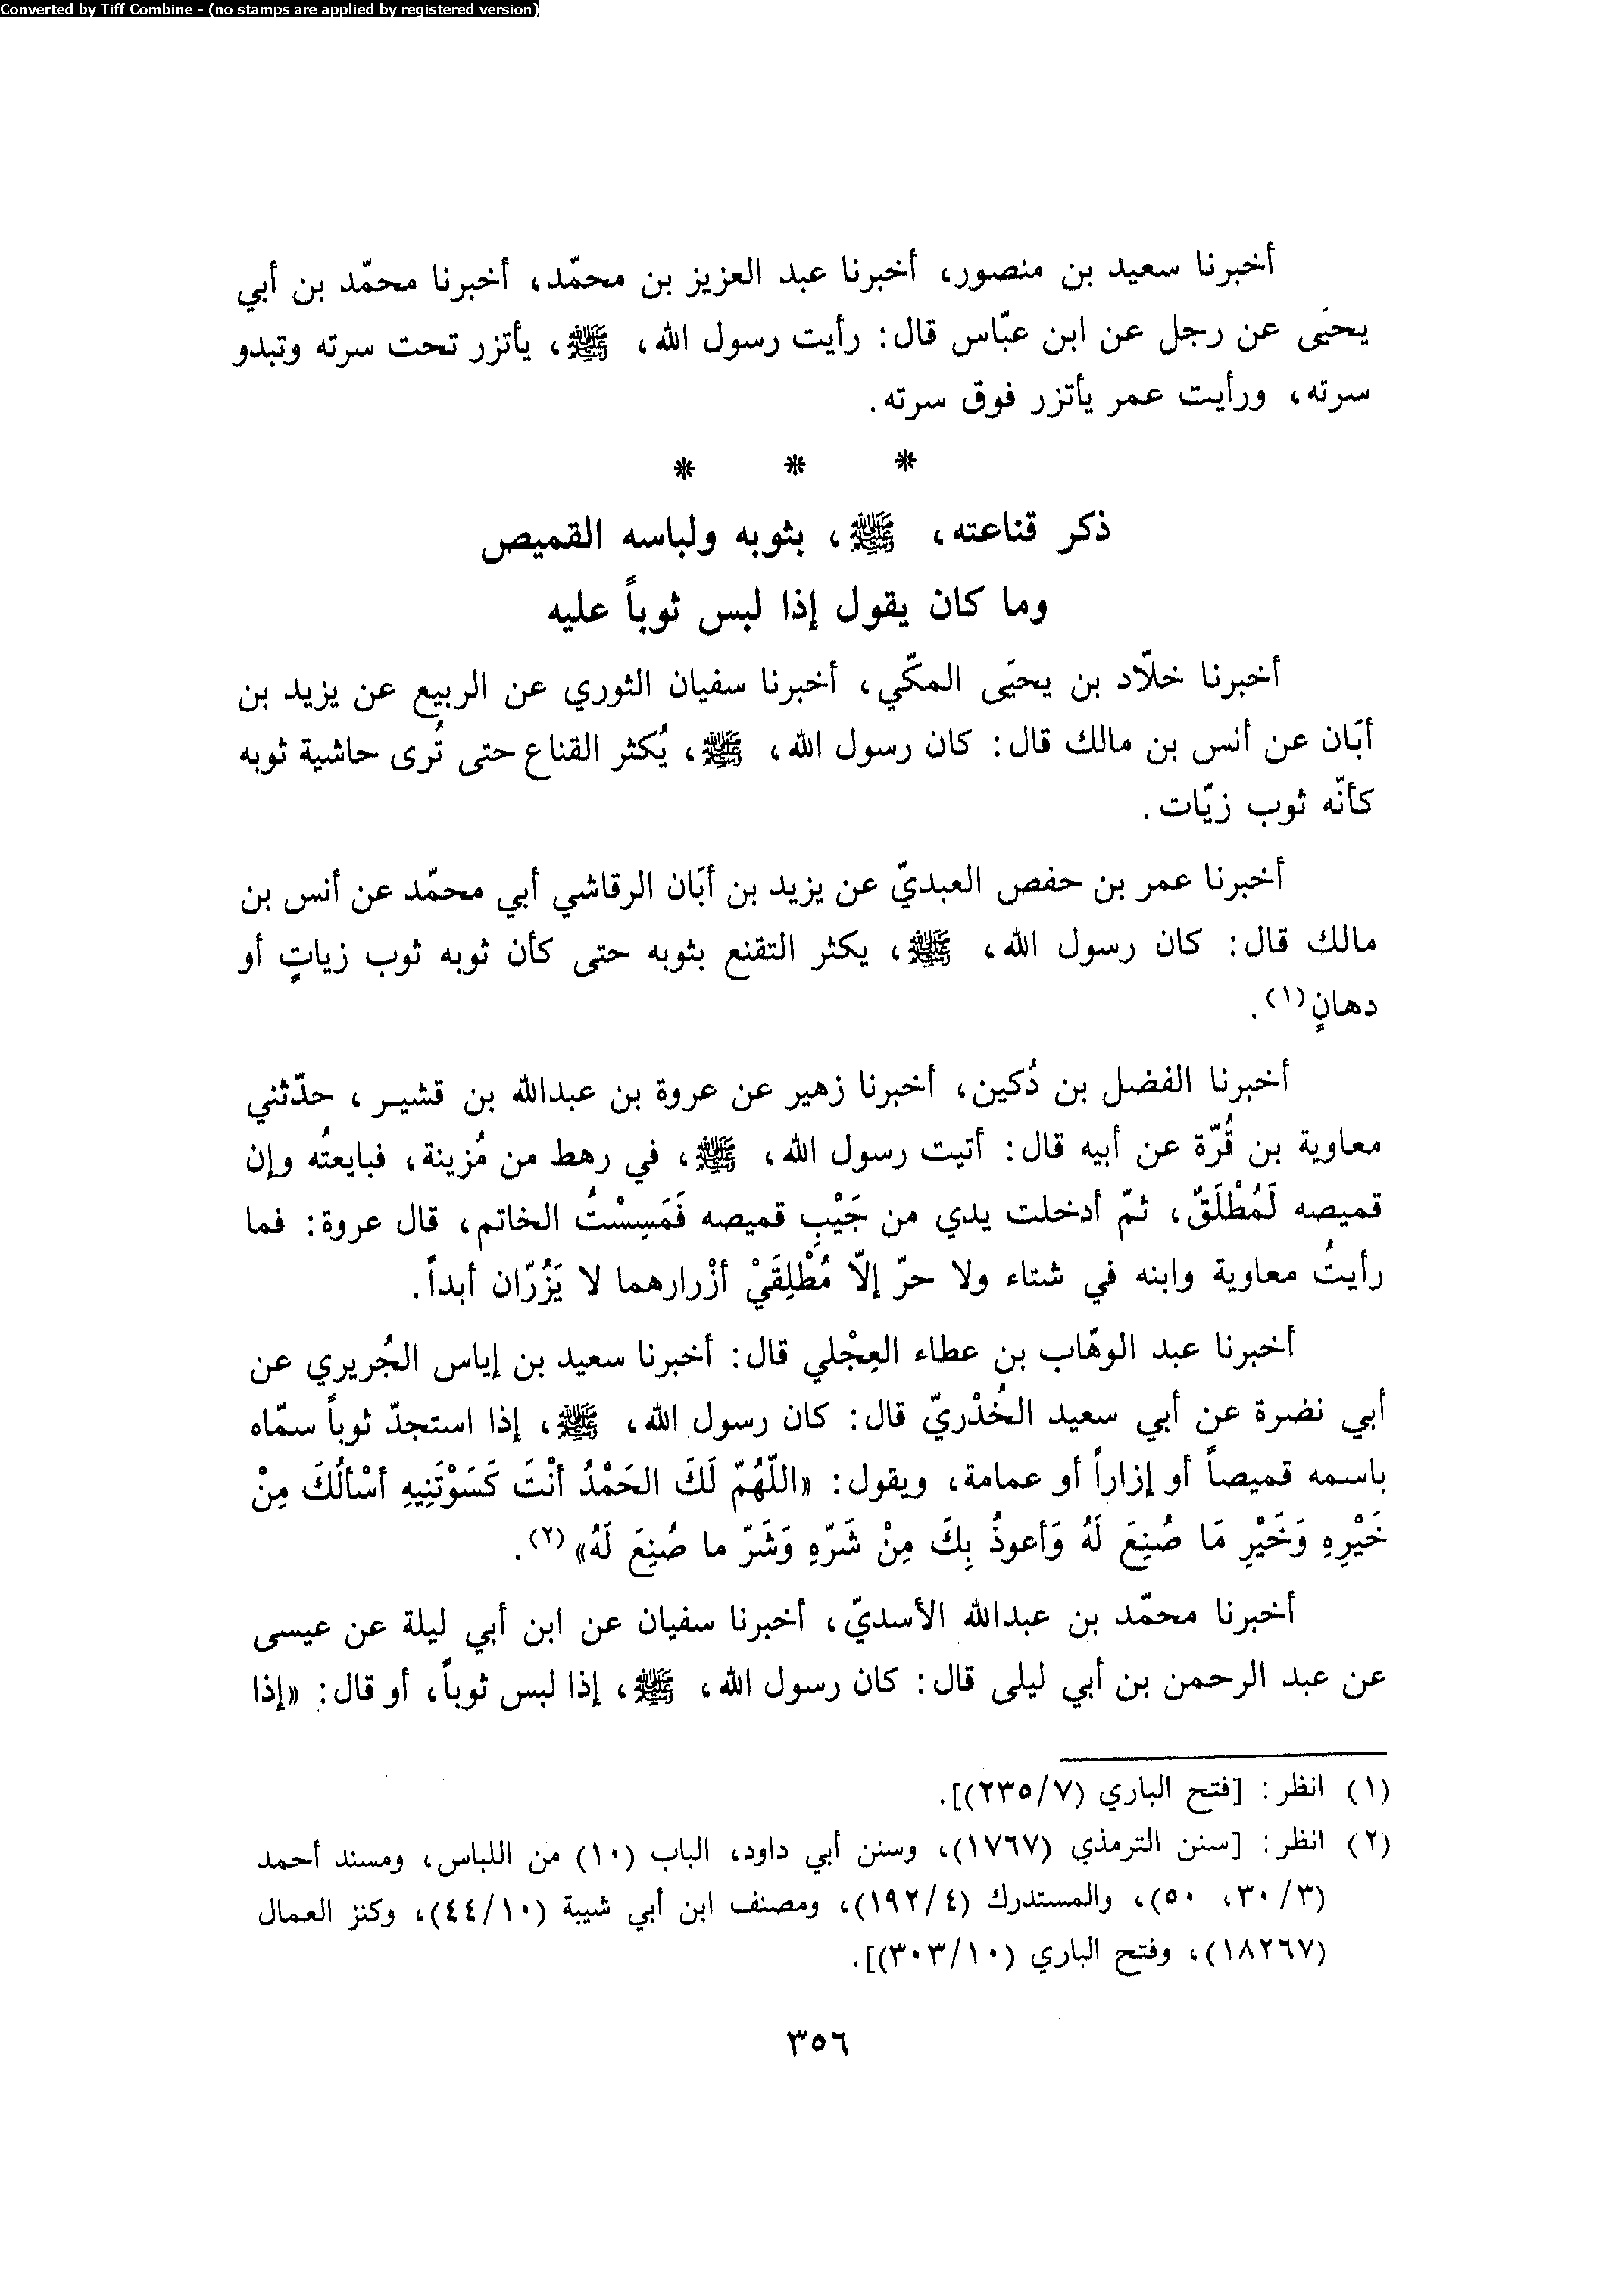 Converted by Tiff Combine - (no stamps are applied by registered version)
أخبرنا سعيد بن منصور، أخبرنا عبد العزيز بن محمّد، أخبرنا محمّد بن أبي
يحيَى عن رجل عن ابن عبّاس قال: رأيت رسول الله، ﷺ، يأتزر تحت سرته وتبدو
سرته، ورأيت عمر يأتزر فوق سرته.
* * *
ذكر قناعته، ﷺ، بثوبه ولباسه القميص
وما كان يقول إذا لبس ثوباً عليه
أخبرنا خلّاد بن يحيَى المكّي، أخبرنا سفيان الثوري عن الربيع عن يزيد بن
أبَان عن أنس بن مالك قال: كان رسول الله، ﷺ، يُكثر القناع حتى تُرى حاشية ثوبه
كأنّه ثوب زيّات.
أخبرنا عمر بن حفص العبديّ عن يزيد بن أبَان الرقاشي أبي محمّد عن أنس بن
مالك قال: كان رسول الله، ﷺ، يكثر التقنع بثوبه حتى كأن ثوبه ثوب زياتٍ أو
دهانٍ(١).
أخبرنا الفضل بن دُكين، أخبرنا زهير عن عروة بن عبدالله بن قشيـر، حدّثني
معاوية بن قُرّة عن أبيه قال: أتيت رسول الله، ﷺ، في رهط من مُزينة، فبايعتُه وإن
قميصه لَمُطْلَقٌ، ثمّ أدخلت يدي من جَيْبِ قميصه فَمَسِسْتُ الخاتم، قال عروة: فما
رأيتُ معاوية وابنه في شتاء ولا حرّ إلاّ مُطْلِقَيْ أزْرارهما لا يَزُرّان أبداً.
أخبرنا عبد الوهّاب بن عطاء العِجْلي قال: أخبرنا سعيد بن إياس الجُريري عن
أبي نضرة عن أبي سعيد الخُدْريّ قال: كان رسول الله، ﷺ، إذا استجدّ ثوباً سمّاه
باسمه قميصاً أو إزاراً أو عمامة، ويقول: «اللّهُمّ لَكَ الحَمْدُ أنْتَ كَسَوْتَنِيهِ أسْألُكَ مِنْ
خَيْرِهِ وَخَيْرِ مَا صُنِعَ لَهُ وَأعوذُ بِكَ مِنْ شَرّهِ وَشَرّ ما صُنِعَ لَهُ»(٢).
أخبرنا محمّد بن عبدالله الأسديّ، أخبرنا سفيان عن ابن أبي ليلة عن عيسى
عن عبد الرحمن بن أبي ليلى قال: كان رسول الله، ﷺ، إذا لبس ثوباً، أو قال: «إذا
(١) انظر: [فتح الباري (٢٣٥/٧)].
(٢) انظر: [سنن الترمذي (١٧٦٧)، وسنن أبي داود، الباب (١٠) من اللباس، ومسند أحمد
(٣٠/٣، ٥٠)، والمستدرك (١٩٢/٤)، ومصنف ابن أبي شيبة (٤٤/١٠)، وكنز العمال
(١٨٢٦٧)، وفتح الباري (٣٠٣/١٠)].
٣٥٦